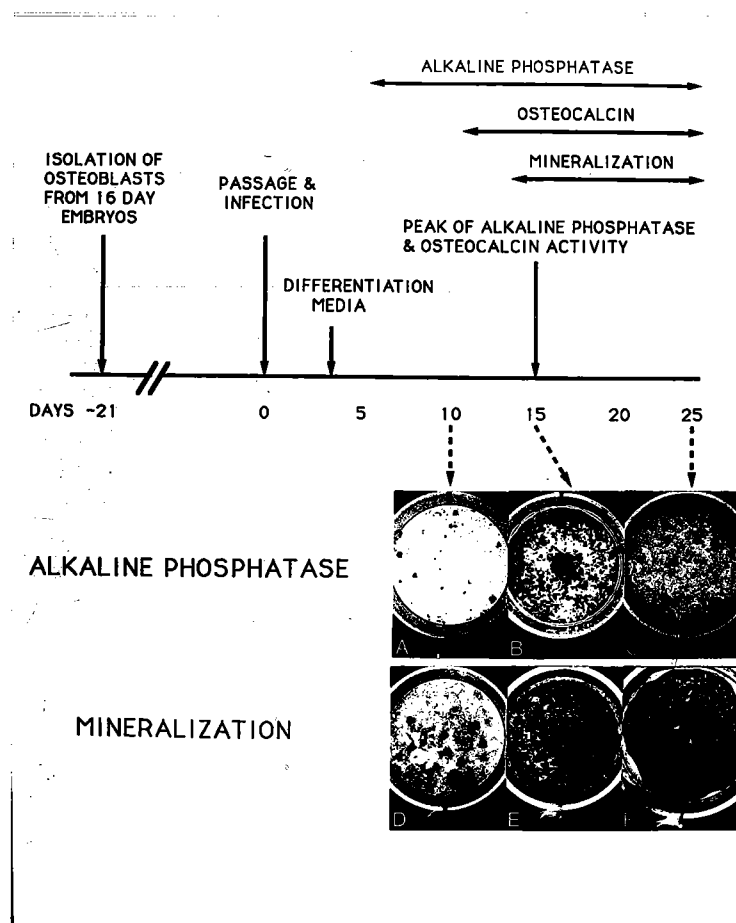 ALKALINE PHOSPHATASE
OSTEOCALCIN
MINERALIZATION
ISOLATION OF
OSTEOBLASTS
FROM 16 DAY
EMBRYOS
PASSAGE &
INFECTION
PEAK OF ALKALINE PHOSPHATASE
& OSTEOCALCIN ACTIVITY
DIFFERENTIATION
MEDIA
DAYS -21 0 5 10 15 20 25
ALKALINE PHOSPHATASE
A B
MINERALIZATION
D E